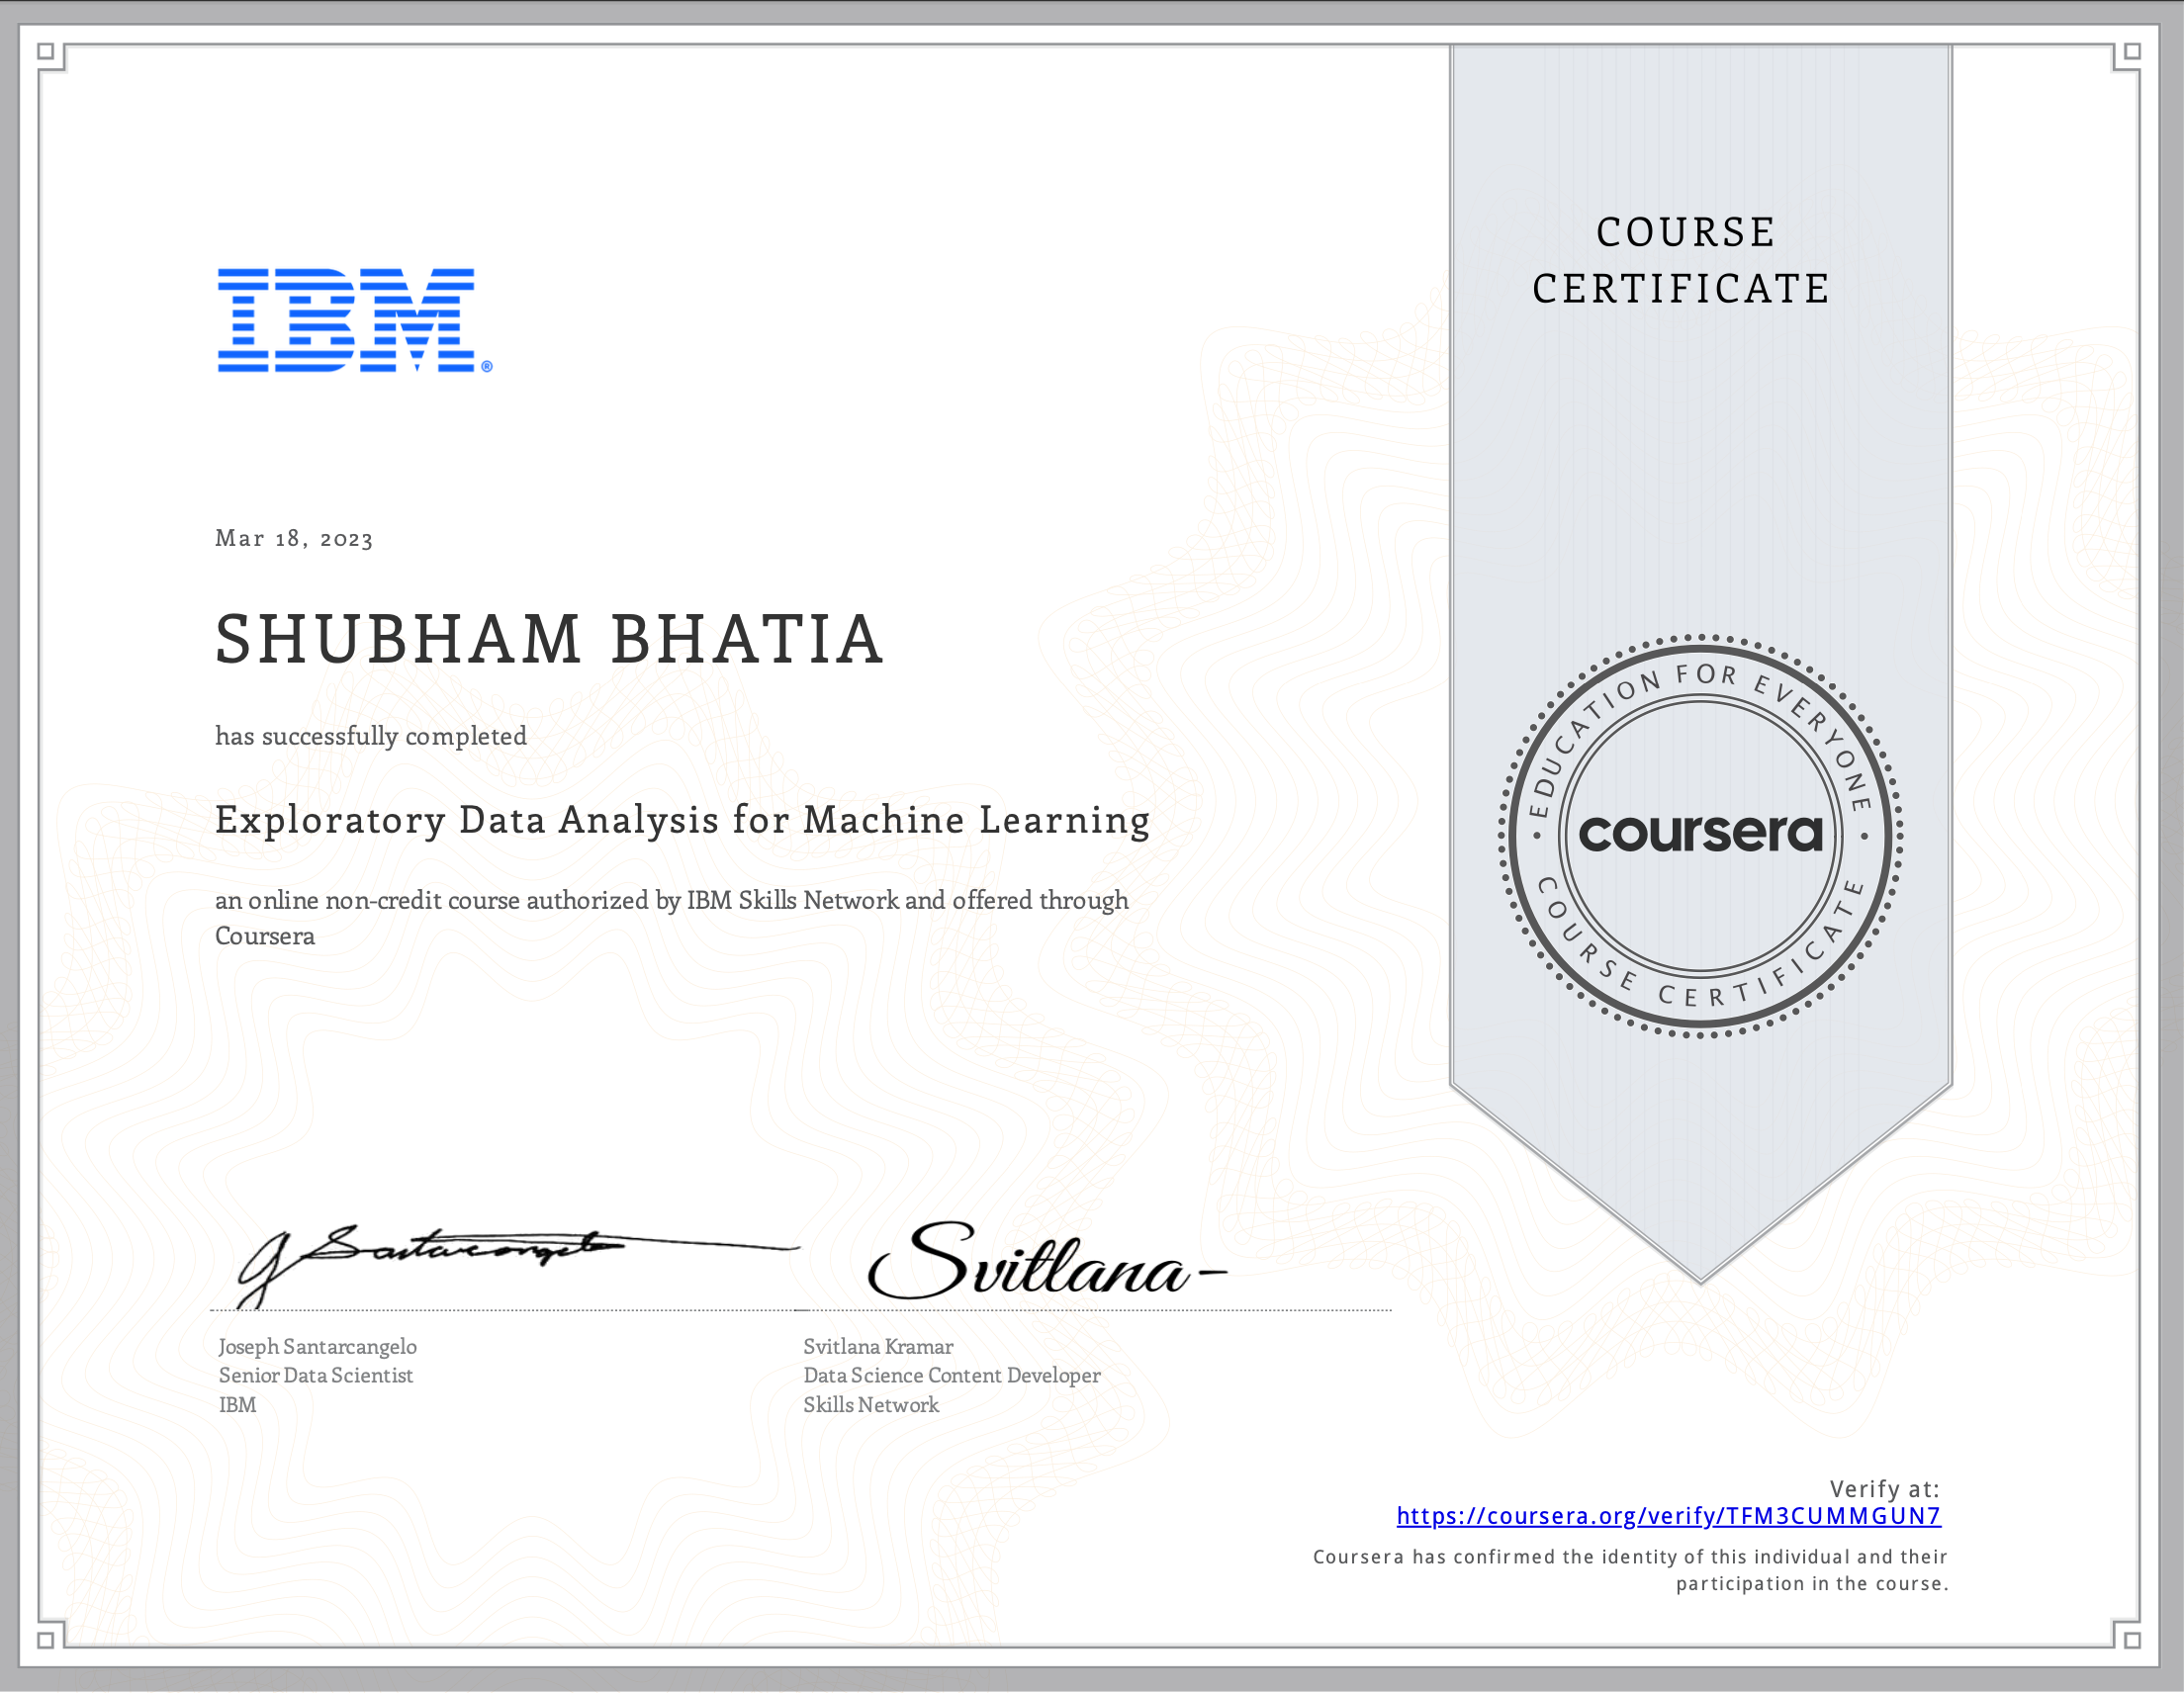 COURSE
CERTIFICATE
IBM®
Mar 18, 2023
SHUBHAM BHATIA
has successfully completed
Exploratory Data Analysis for Machine Learning
an online non-credit course authorized by IBM Skills Network and offered through
Coursera
• EDUCATION FOR EVERYONE •
coursera
COURSE CERTIFICATE
J Santarcangelo
Svitlana -
Joseph Santarcangelo
Senior Data Scientist
IBM
Svitlana Kramar
Data Science Content Developer
Skills Network
Verify at:
https://coursera.org/verify/TFM3CUMMGUN7
Coursera has confirmed the identity of this individual and their
participation in the course.